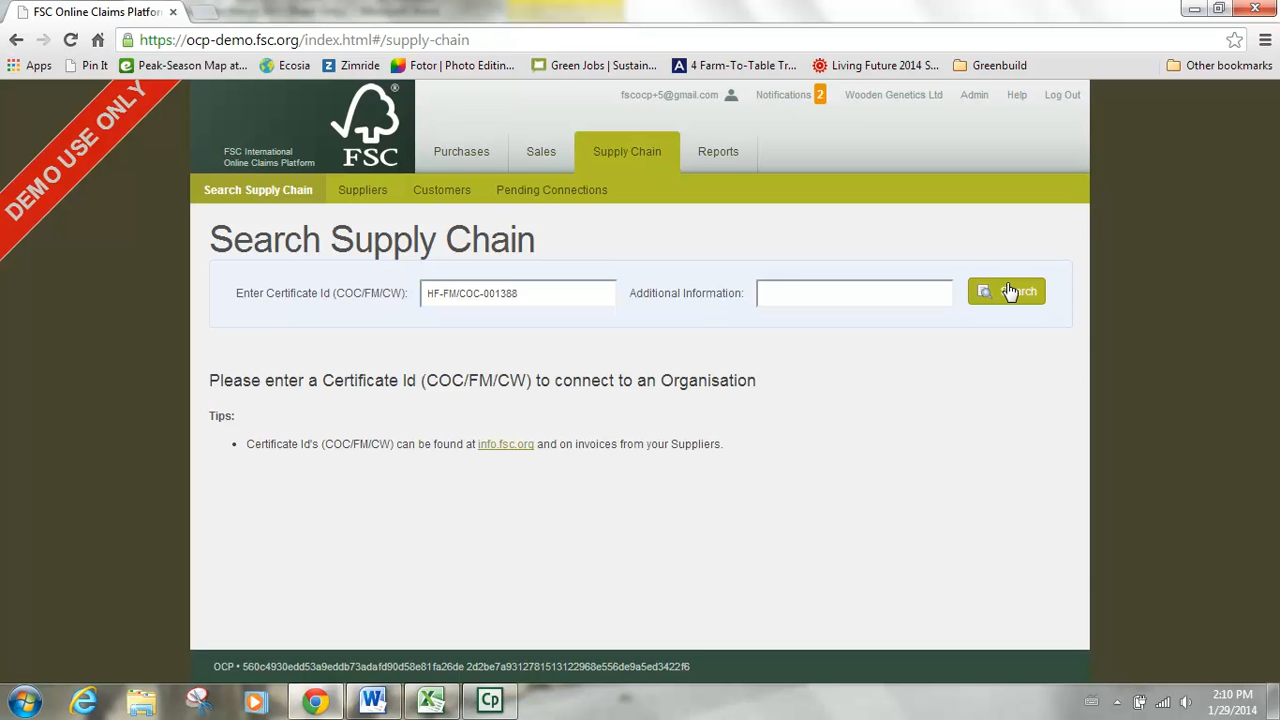 FSC Online Claims Platfor
https://ocp-demo.fsc.org/index.html#/supply-chain
Apps Pin It Peak-Season Map at... Ecosia Zimride Fotor | Photo Editin... Green Jobs | Sustain... 4 Farm-To-Table Tr... Living Future 2014 S... Greenbuild Other bookmarks
DEMO USE ONLY
FSC International
Online Claims Platform
FSC
fscocp+5@gmail.com Notifications 2 Wooden Genetics Ltd Admin Help Log Out
Purchases Sales Supply Chain Reports
Search Supply Chain Suppliers Customers Pending Connections
Search Supply Chain
Enter Certificate Id (COC/FM/CW): HF-FM/COC-001388 Additional Information: Search
Please enter a Certificate Id (COC/FM/CW) to connect to an Organisation
Tips:
• Certificate Id's (COC/FM/CW) can be found at info.fsc.org and on invoices from your Suppliers.
OCP • 560c4930edd53a9eddb73adafd90d58e81fa26de 2d2be7a9312781513122968e556de9a5ed3422f6
2:10 PM
1/29/2014